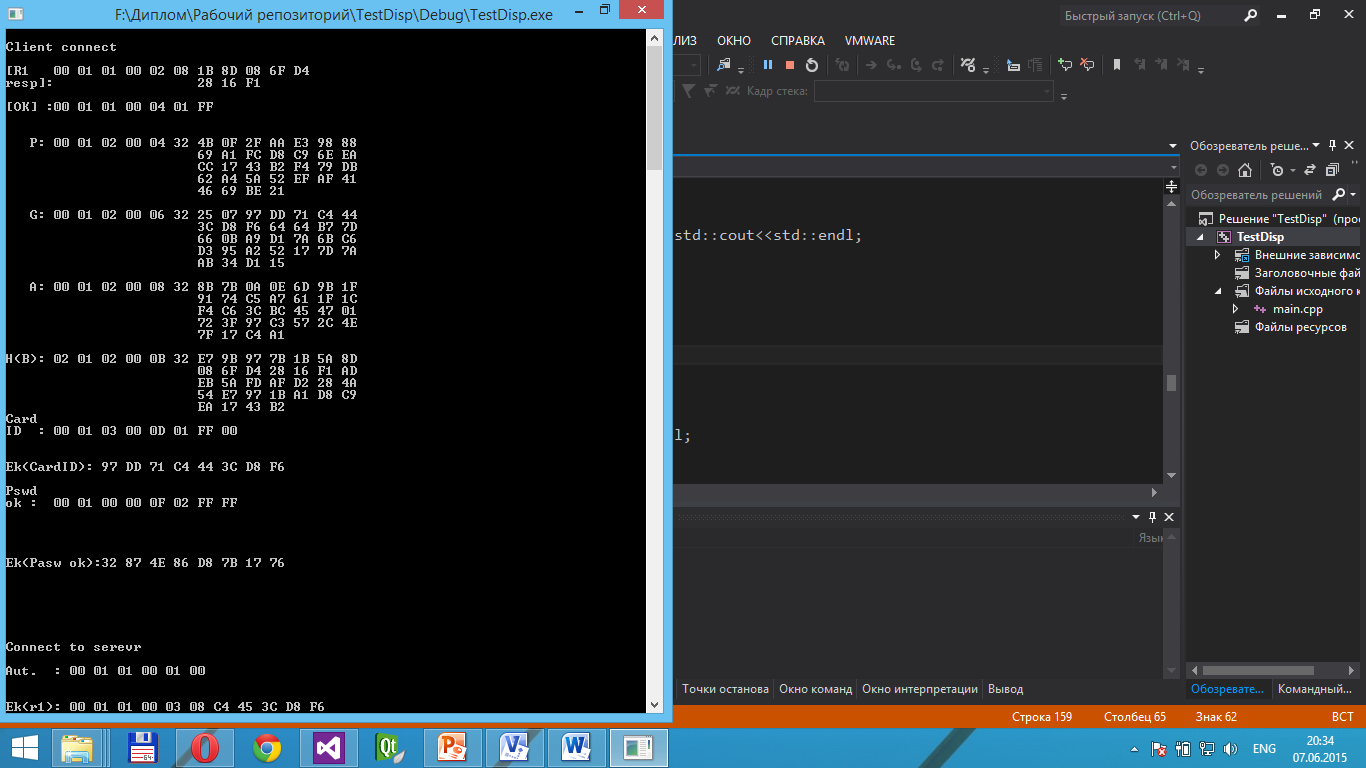 F:\Диплом\Рабочий репозиторий\TestDisp\Debug\TestDisp.exe
Client connect
[R1   00 01 01 00 02 08 1B 8D 08 6F D4
resp]:                  28 16 F1
[OK] :00 01 01 00 04 01 FF
P: 00 01 02 00 04 32 4B 0F 2F AA E3 98 88
69 A1 FC D8 C9 6E EA
CC 17 43 B2 F4 79 DB
62 A4 5A 52 EF AF 41
46 69 BE 21
G: 00 01 02 00 06 32 25 07 97 DD 71 C4 44
3C D8 F6 64 64 B7 7D
66 0B A9 D1 7A 6B C6
D3 95 A2 52 17 7D 7A
AB 34 D1 15
A: 00 01 02 00 08 32 8B 7B 0A 0E 6D 9B 1F
91 74 C5 A7 61 1F 1C
F4 C6 3C BC 45 47 01
72 3F 97 C3 57 2C 4E
7F 17 C4 A1
H(B): 02 01 02 00 0B 32 E7 9B 97 7B 1B 5A 8D
08 6F D4 28 16 F1 AD
EB 5A FD AF D2 28 4A
54 E7 97 1B A1 D8 C9
EA 17 43 B2
Card
ID  : 00 01 03 00 0D 01 FF 00
Ek(CardID): 97 DD 71 C4 44 3C D8 F6
Pswd
ok :  00 01 00 00 0F 02 FF FF
Ek(Pasw ok):32 87 4E 86 D8 7B 17 76
Connect to serevr
Aut.  : 00 01 01 00 01 00
Ek(r1): 00 01 01 00 03 08 C4 45 3C D8 F6
Быстрый запуск (Ctrl+Q)
ЛИЗ ОКНО СПРАВКА VMWARE
Кадр стека:
std::cout<<std::endl;
l;
Язык
Обозреватель реше...
Обозреватель решений
Решение "TestDisp" (прое
TestDisp
Внешние зависимо
Заголовочные фай
Файлы исходного к
main.cpp
Файлы ресурсов
Точки останова Окно команд Окно интерпретации Вывод
Обозревате... Командный...
Строка 159 Столбец 65 Знак 62 ВСТ
64
Qt
ENG
20:34
07.06.2015